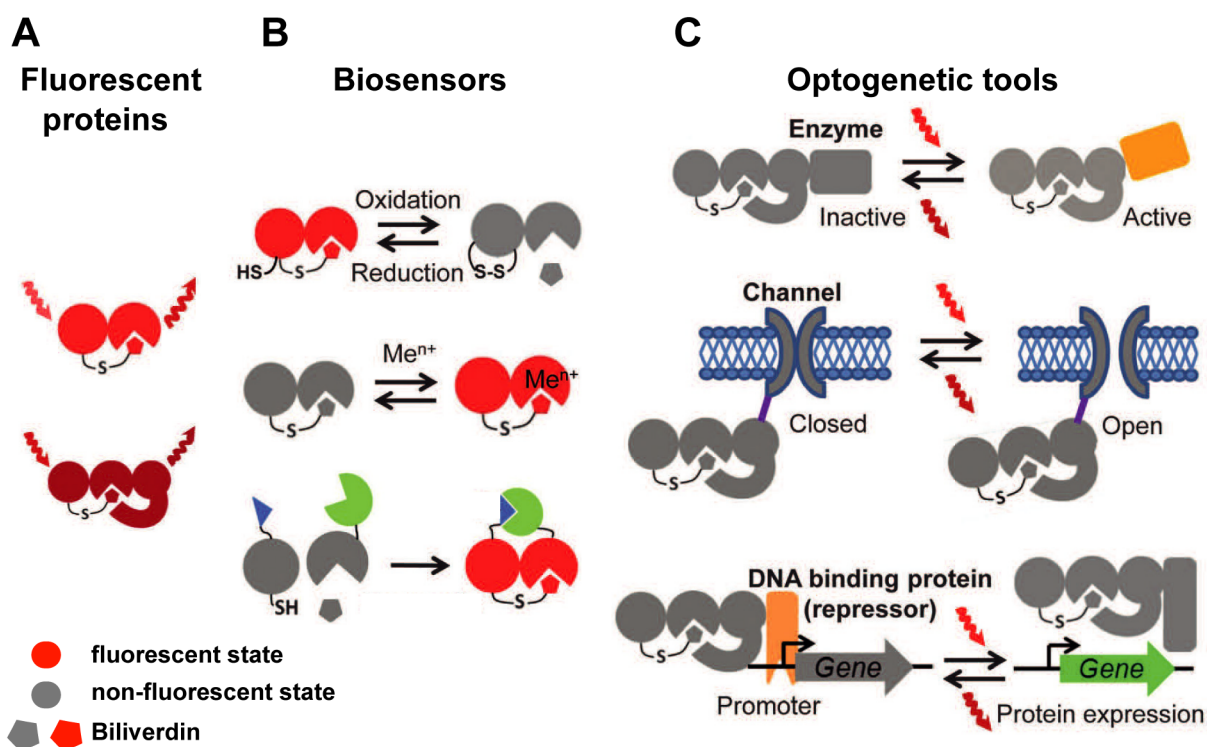 A
Fluorescent
proteins
S
S
fluorescent state
non-fluorescent state
Biliverdin
B
Biosensors
Oxidation
Reduction
HS
S
S-S
Meⁿ⁺
S
Meⁿ⁺
S
SH
S
C
Optogenetic tools
Enzyme
S
Inactive
S
Active
Channel
Closed
S
Open
S
DNA binding protein
(repressor)
S
Gene
Promoter
S
Gene
Protein expression